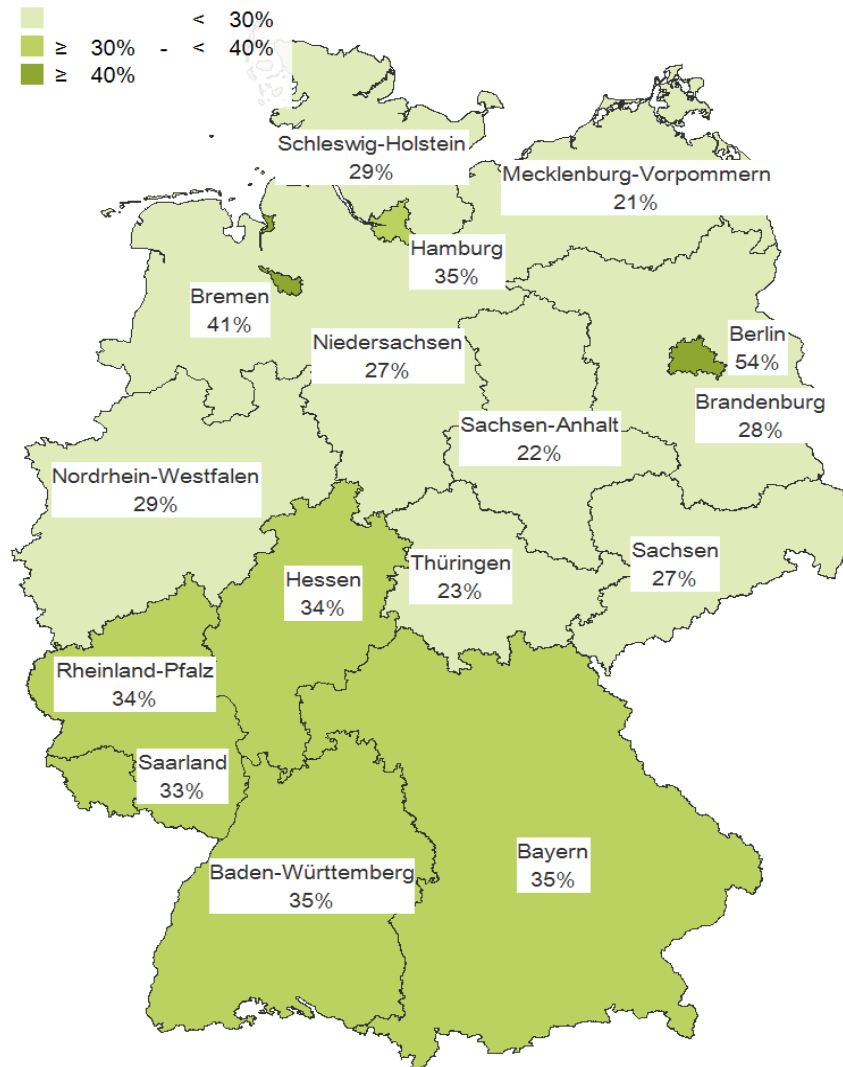 < 30%
≥ 30% - < 40%
≥ 40%
Schleswig-Holstein
29%
Mecklenburg-Vorpommern
21%
Hamburg
35%
Bremen
41%
Niedersachsen
27%
Berlin
54%
Brandenburg
28%
Sachsen-Anhalt
22%
Nordrhein-Westfalen
29%
Hessen
34%
Thüringen
23%
Sachsen
27%
Rheinland-Pfalz
34%
Saarland
33%
Baden-Württemberg
35%
Bayern
35%